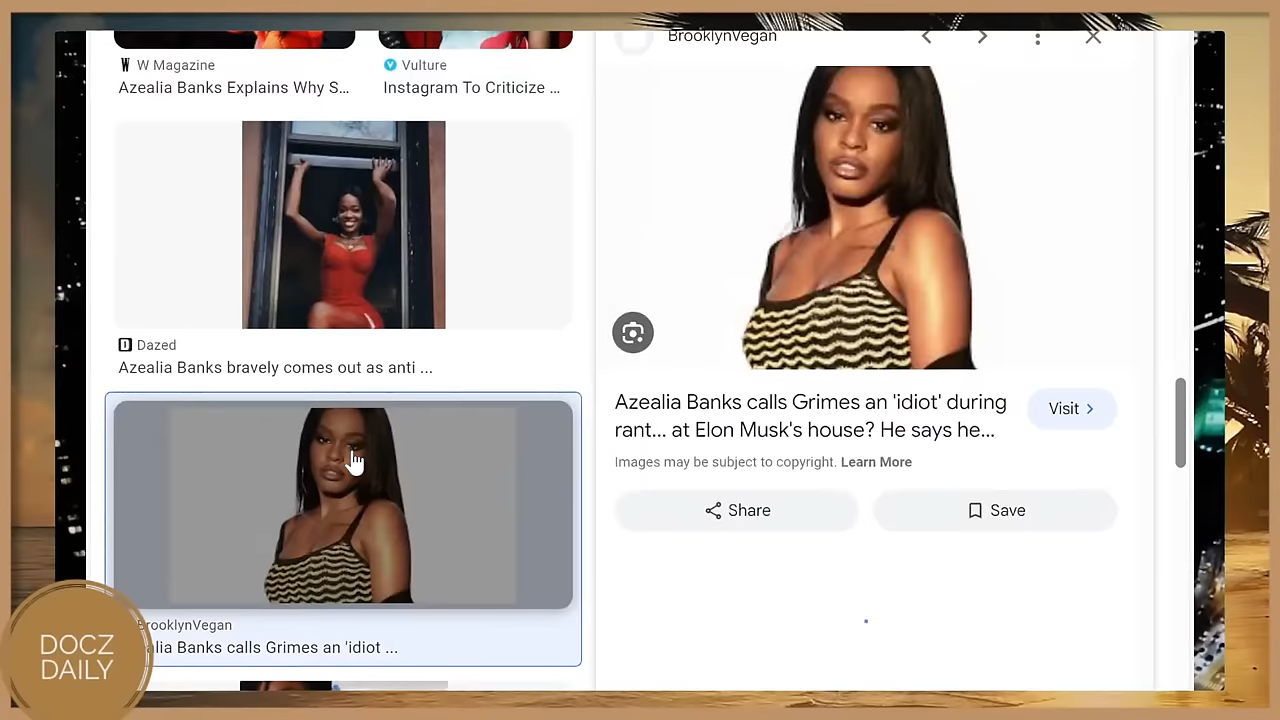 W Magazine
Azealia Banks Explains Why S...
Vulture
Instagram To Criticize ...
Dazed
Azealia Banks bravely comes out as anti ...
BrooklynVegan
alia Banks calls Grimes an 'idiot ...
BrooklynVegan
Azealia Banks calls Grimes an 'idiot' during
rant... at Elon Musk's house? He says he...
Visit
Images may be subject to copyright. Learn More
Share
Save
DOCZ
DAILY